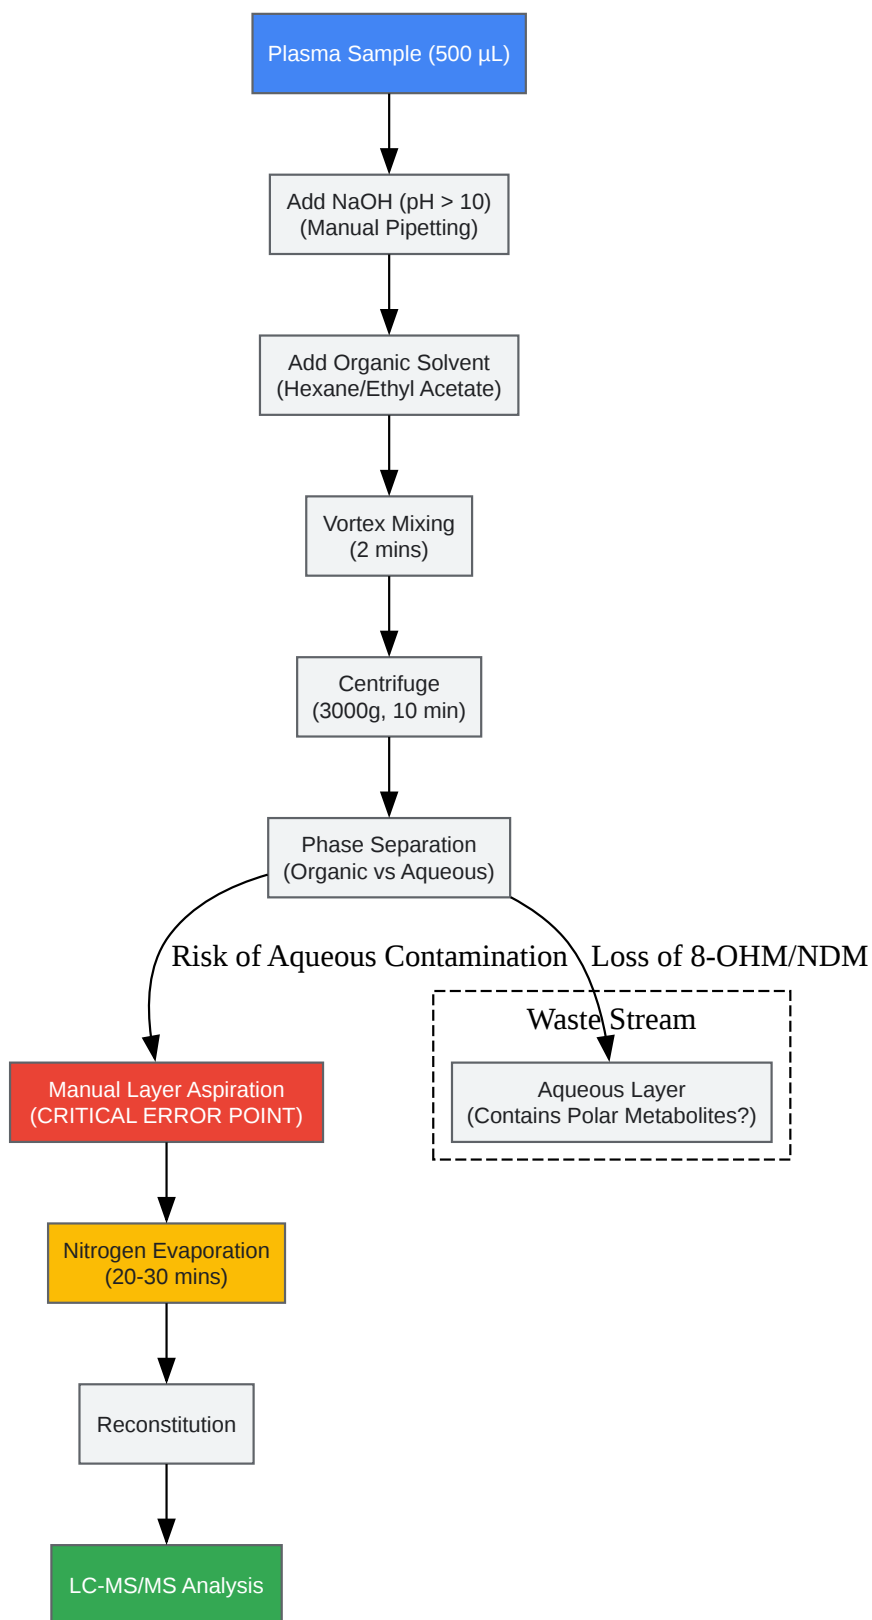 Plasma Sample (500 µL)
Add NaOH (pH > 10)
(Manual Pipetting)
Add Organic Solvent
(Hexane/Ethyl Acetate)
Vortex Mixing
(2 mins)
Centrifuge
(3000g, 10 min)
Phase Separation
(Organic vs Aqueous)
Risk of Aqueous Contamination
Loss of 8-OHM/NDM
Waste Stream
Manual Layer Aspiration
(CRITICAL ERROR POINT)
Aqueous Layer
(Contains Polar Metabolites?)
Nitrogen Evaporation
(20-30 mins)
Reconstitution
LC-MS/MS Analysis